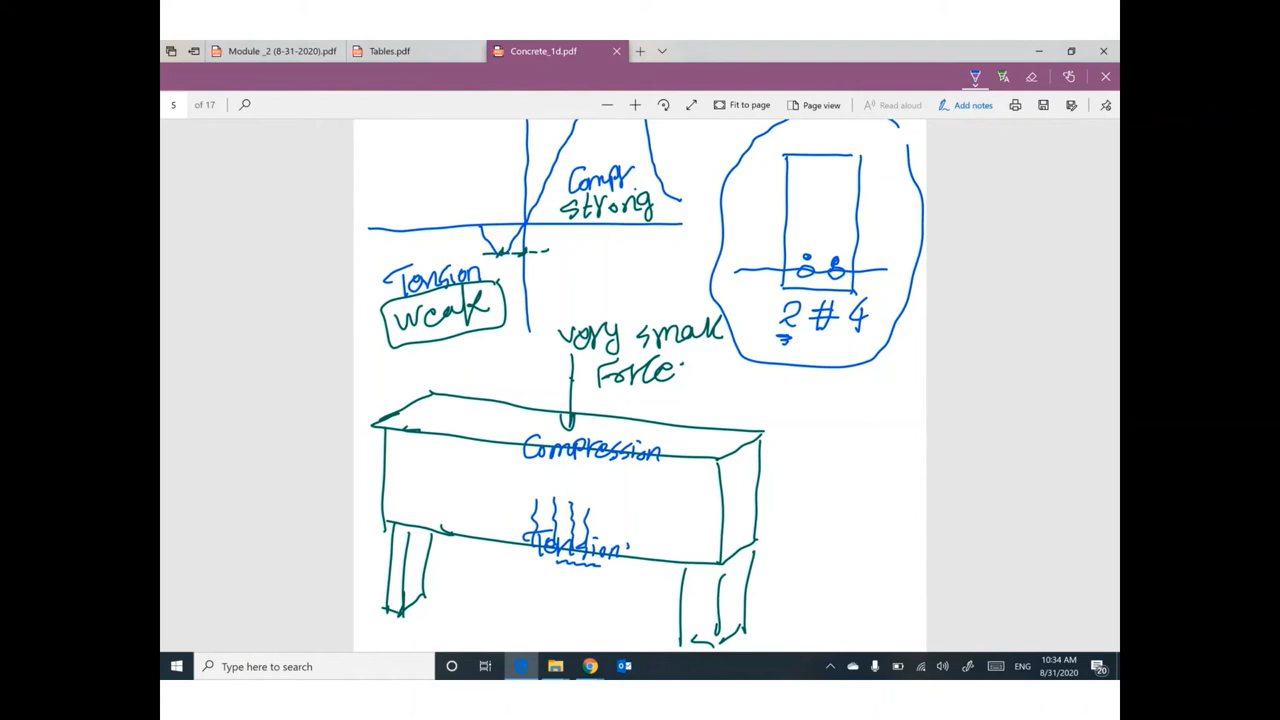 Module _2 (8-31-2020).pdf
Tables.pdf
Concrete_1d.pdf
5 of 17
Fit to page
Page view
Read aloud
Add notes
Compr
strong
Tension
Weak
2 # 4
very small
Force
Compression
Tension
Type here to search
ENG
10:34 AM
8/31/2020
20